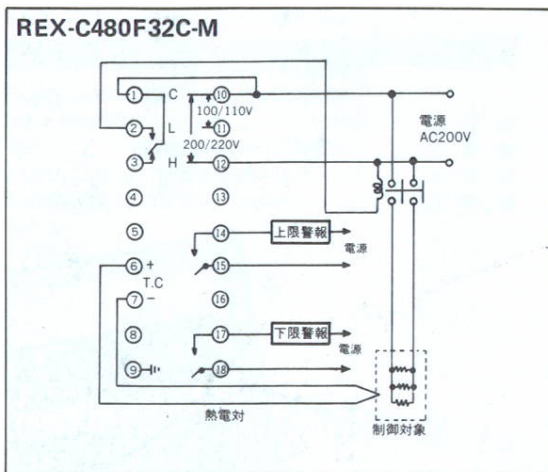 REX-C480F32C-M
① C ⑩
100/110V
② L ⑪
200/220V
③ H ⑫
電源
AC200V
④ ⑬
⑤ ⑭ 上限警報
電源
⑥ + ⑮
T.C
⑦ − ⑯
⑧ ⑰ 下限警報
電源
⑨ ⑱
熱電対
制御対象